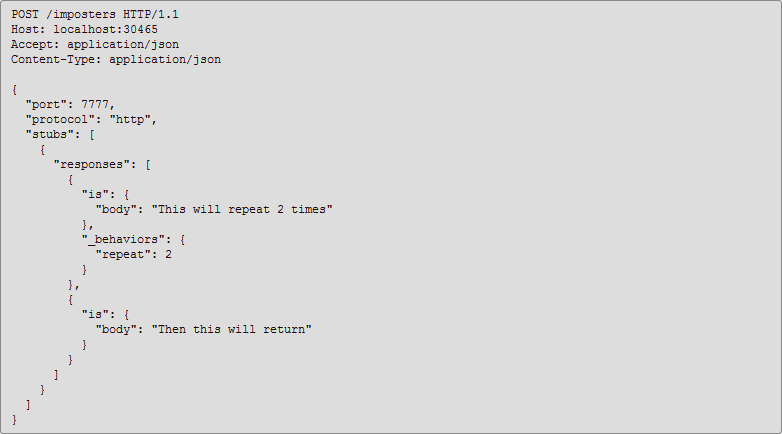 POST /imposters HTTP/1.1
Host: localhost:30465
Accept: application/json
Content-Type: application/json

{
  "port": 7777,
  "protocol": "http",
  "stubs": [
    {
      "responses": [
        {
          "is": {
            "body": "This will repeat 2 times"
          },
          "_behaviors": {
            "repeat": 2
          }
        },
        {
          "is": {
            "body": "Then this will return"
          }
        }
      ]
    }
  ]
}